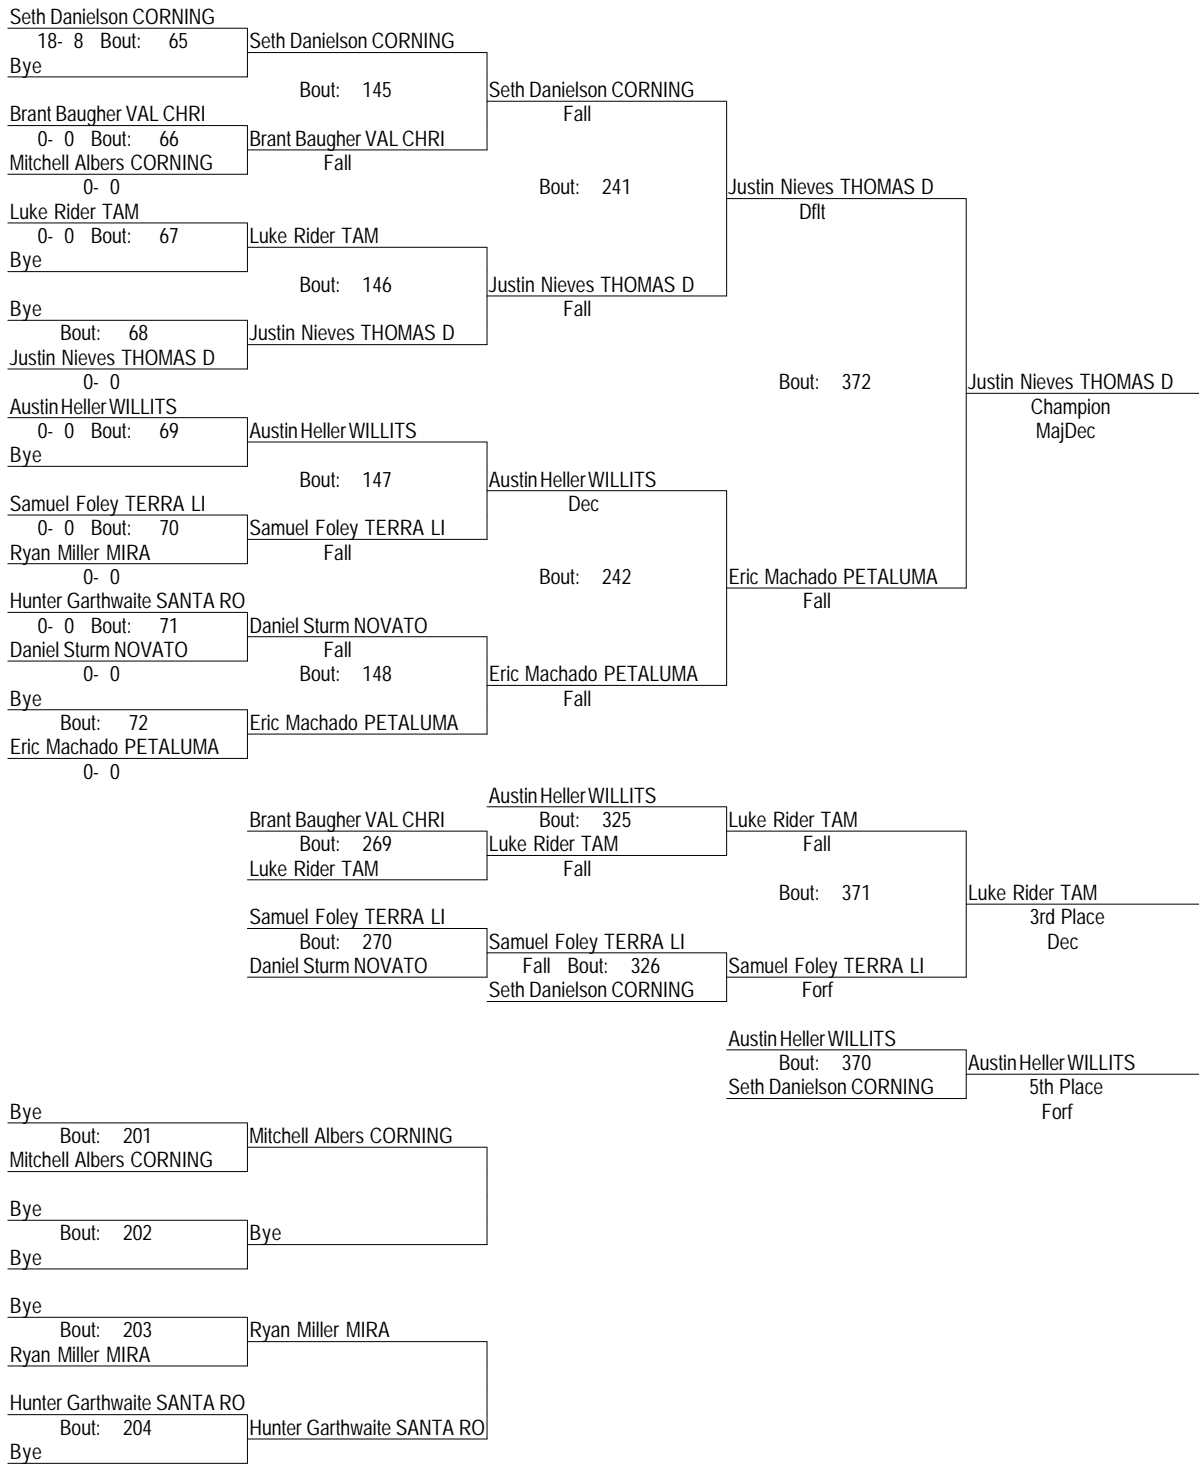 Seth Danielson CORNING
18- 8 Bout: 65
Bye
Seth Danielson CORNING
Bout: 145
Brant Baugher VAL CHRI
0- 0 Bout: 66
Mitchell Albers CORNING
0- 0
Brant Baugher VAL CHRI
Fall
Seth Danielson CORNING
Fall
Bout: 241
Luke Rider TAM
0- 0 Bout: 67
Bye
Luke Rider TAM
Bout: 146
Bye
Bout: 68
Justin Nieves THOMAS D
0- 0
Justin Nieves THOMAS D
Justin Nieves THOMAS D
Fall
Justin Nieves THOMAS D
Dflt
Bout: 372
Austin Heller WILLITS
0- 0 Bout: 69
Bye
Austin Heller WILLITS
Bout: 147
Samuel Foley TERRA LI
0- 0 Bout: 70
Ryan Miller MIRA
0- 0
Samuel Foley TERRA LI
Fall
Austin Heller WILLITS
Dec
Bout: 242
Hunter Garthwaite SANTA RO
0- 0 Bout: 71
Daniel Sturm NOVATO
0- 0
Daniel Sturm NOVATO
Fall
Bout: 148
Bye
Bout: 72
Eric Machado PETALUMA
0- 0
Eric Machado PETALUMA
Eric Machado PETALUMA
Fall
Eric Machado PETALUMA
Fall
Justin Nieves THOMAS D
Champion
MajDec
Brant Baugher VAL CHRI
Bout: 269
Luke Rider TAM
Austin Heller WILLITS
Bout: 325
Luke Rider TAM
Fall
Luke Rider TAM
Fall
Bout: 371
Samuel Foley TERRA LI
Bout: 270
Daniel Sturm NOVATO
Samuel Foley TERRA LI
Fall Bout: 326
Seth Danielson CORNING
Samuel Foley TERRA LI
Forf
Luke Rider TAM
3rd Place
Dec
Austin Heller WILLITS
Bout: 370
Seth Danielson CORNING
Austin Heller WILLITS
5th Place
Forf
Bye
Bout: 201
Mitchell Albers CORNING
Mitchell Albers CORNING
Bye
Bout: 202
Bye
Bye
Bye
Bout: 203
Ryan Miller MIRA
Ryan Miller MIRA
Hunter Garthwaite SANTA RO
Bout: 204
Bye
Hunter Garthwaite SANTA RO